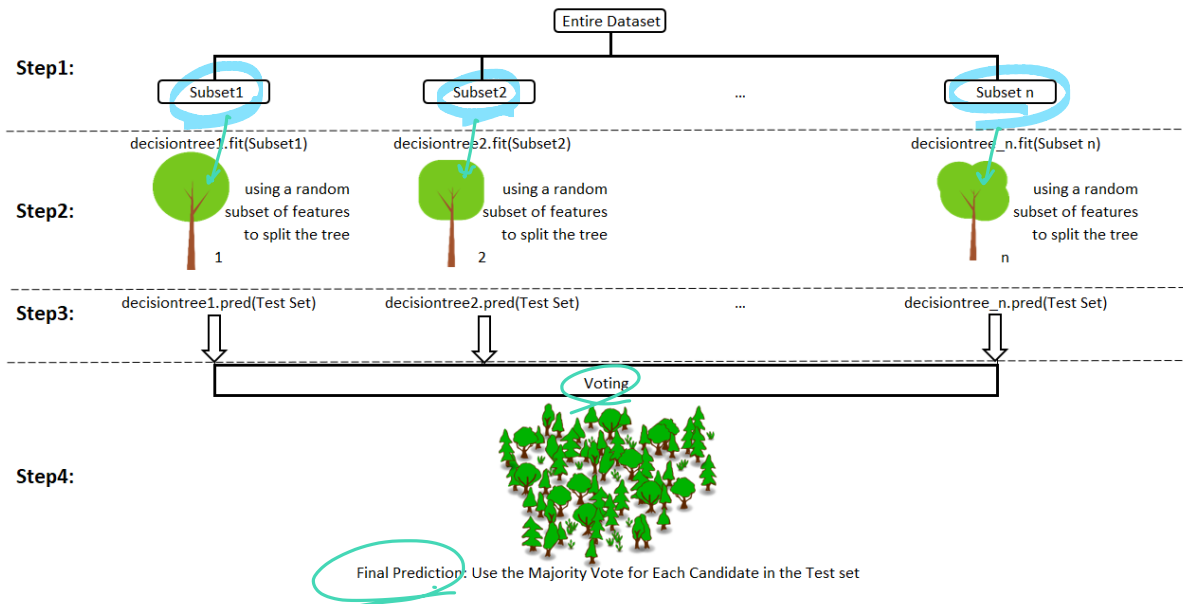 Entire Dataset
Step1:
Subset1
Subset2
...
Subset n
decisiontree1.fit(Subset1)
decisiontree2.fit(Subset2)
decisiontree_n.fit(Subset n)
Step2:
using a random
subset of features
to split the tree
1
using a random
subset of features
to split the tree
2
using a random
subset of features
to split the tree
n
Step3:
decisiontree1.pred(Test Set)
decisiontree2.pred(Test Set)
...
decisiontree_n.pred(Test Set)
Voting
Step4:
Final Prediction: Use the Majority Vote for Each Candidate in the Test set